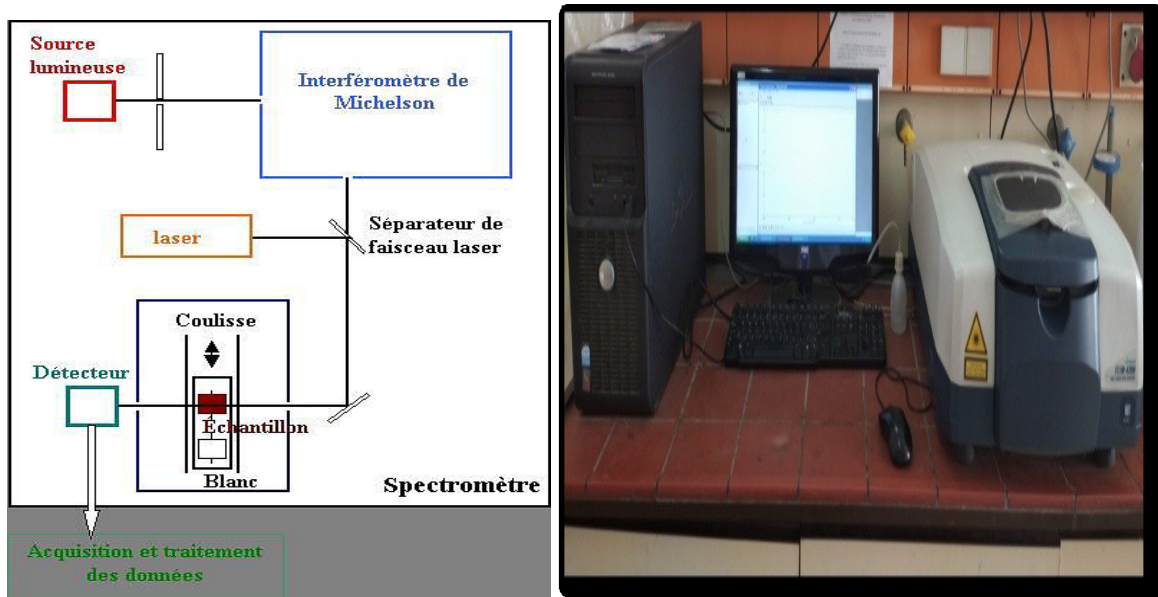 Source
lumineuse
Interféromètre de
Michelson
laser
Séparateur de
faisceau laser
Coulisse
Détecteur
Échantillon
Blanc
Spectromètre
Acquisition et traitement
des données